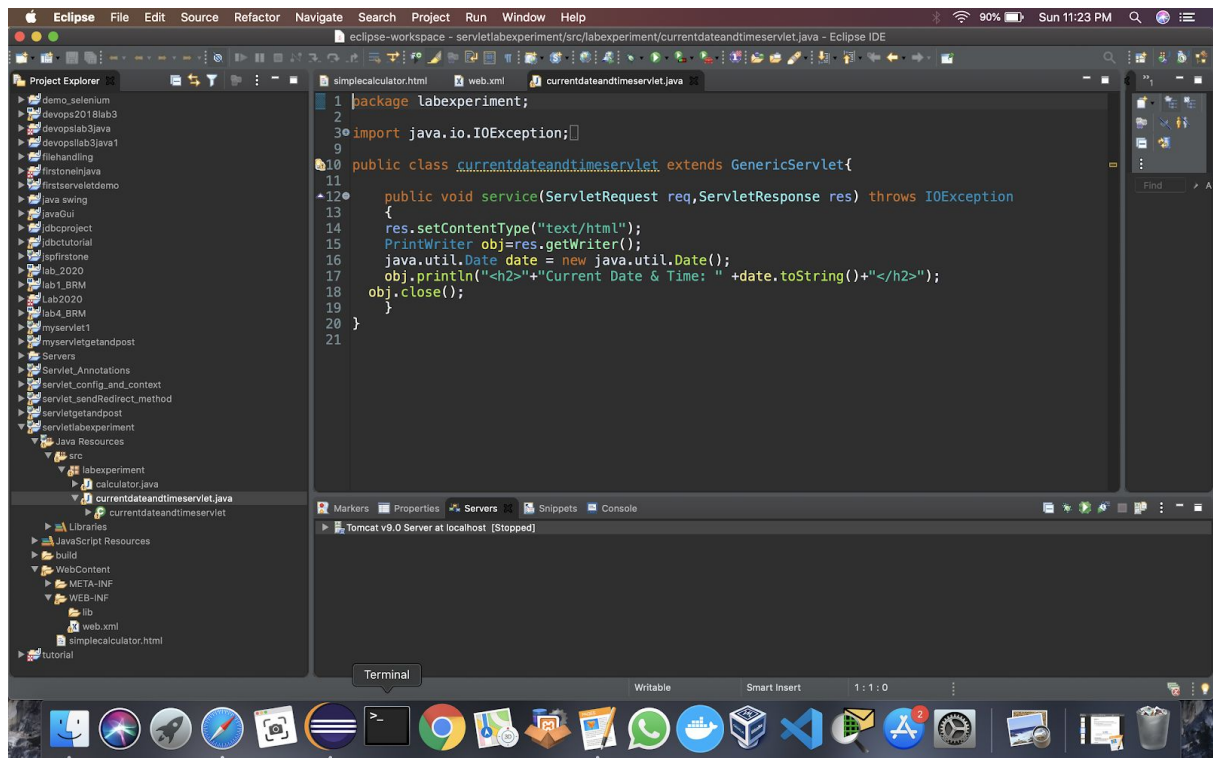 Eclipse File Edit Source Refactor Navigate Search Project Run Window Help 90% Sun 11:23 PM
eclipse-workspace - servletlabexperiment/src/labexperiment/currentdateandtimeservlet.java - Eclipse IDE
Project Explorer
demo_selenium
devops2018lab3
devopslab3java
devopsllab3java1
filehandling
firstoneinjava
firstserveletdemo
java swing
javaGui
jdbcproject
jdbctutorial
jspfirstone
lab_2020
lab1_BRM
Lab2020
lab4_BRM
myservlet1
myservletgetandpost
Servers
Servlet_Annotations
servlet_config_and_context
servlet_sendRedirect_method
servletgetandpost
servletlabexperiment
Java Resources
src
labexperiment
calculator.java
currentdateandtimeservlet.java
currentdateandtimeservlet
Libraries
JavaScript Resources
build
WebContent
META-INF
WEB-INF
lib
web.xml
simplecalculator.html
tutorial
simplecalculator.html web.xml currentdateandtimeservlet.java
1 package labexperiment;
2
3 import java.io.IOException;
9
10 public class currentdateandtimeservlet extends GenericServlet{
11
12 public void service(ServletRequest req,ServletResponse res) throws IOException
13 {
14 res.setContentType("text/html");
15 PrintWriter obj=res.getWriter();
16 java.util.Date date = new java.util.Date();
17 obj.println("<h2>"+"Current Date & Time: " +date.toString()+"</h2>");
18 obj.close();
19 }
20 }
21
Find A
Markers Properties Servers Snippets Console
Tomcat v9.0 Server at localhost [Stopped]
Terminal
Writable Smart Insert 1 : 1 : 0
2